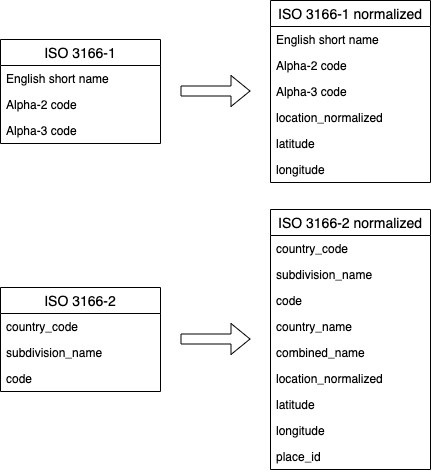 ISO 3166-1
English short name
Alpha-2 code
Alpha-3 code
ISO 3166-1 normalized
English short name
Alpha-2 code
Alpha-3 code
location_normalized
latitude
longitude
ISO 3166-2
country_code
subdivision_name
code
ISO 3166-2 normalized
country_code
subdivision_name
code
country_name
combined_name
location_normalized
latitude
longitude
place_id